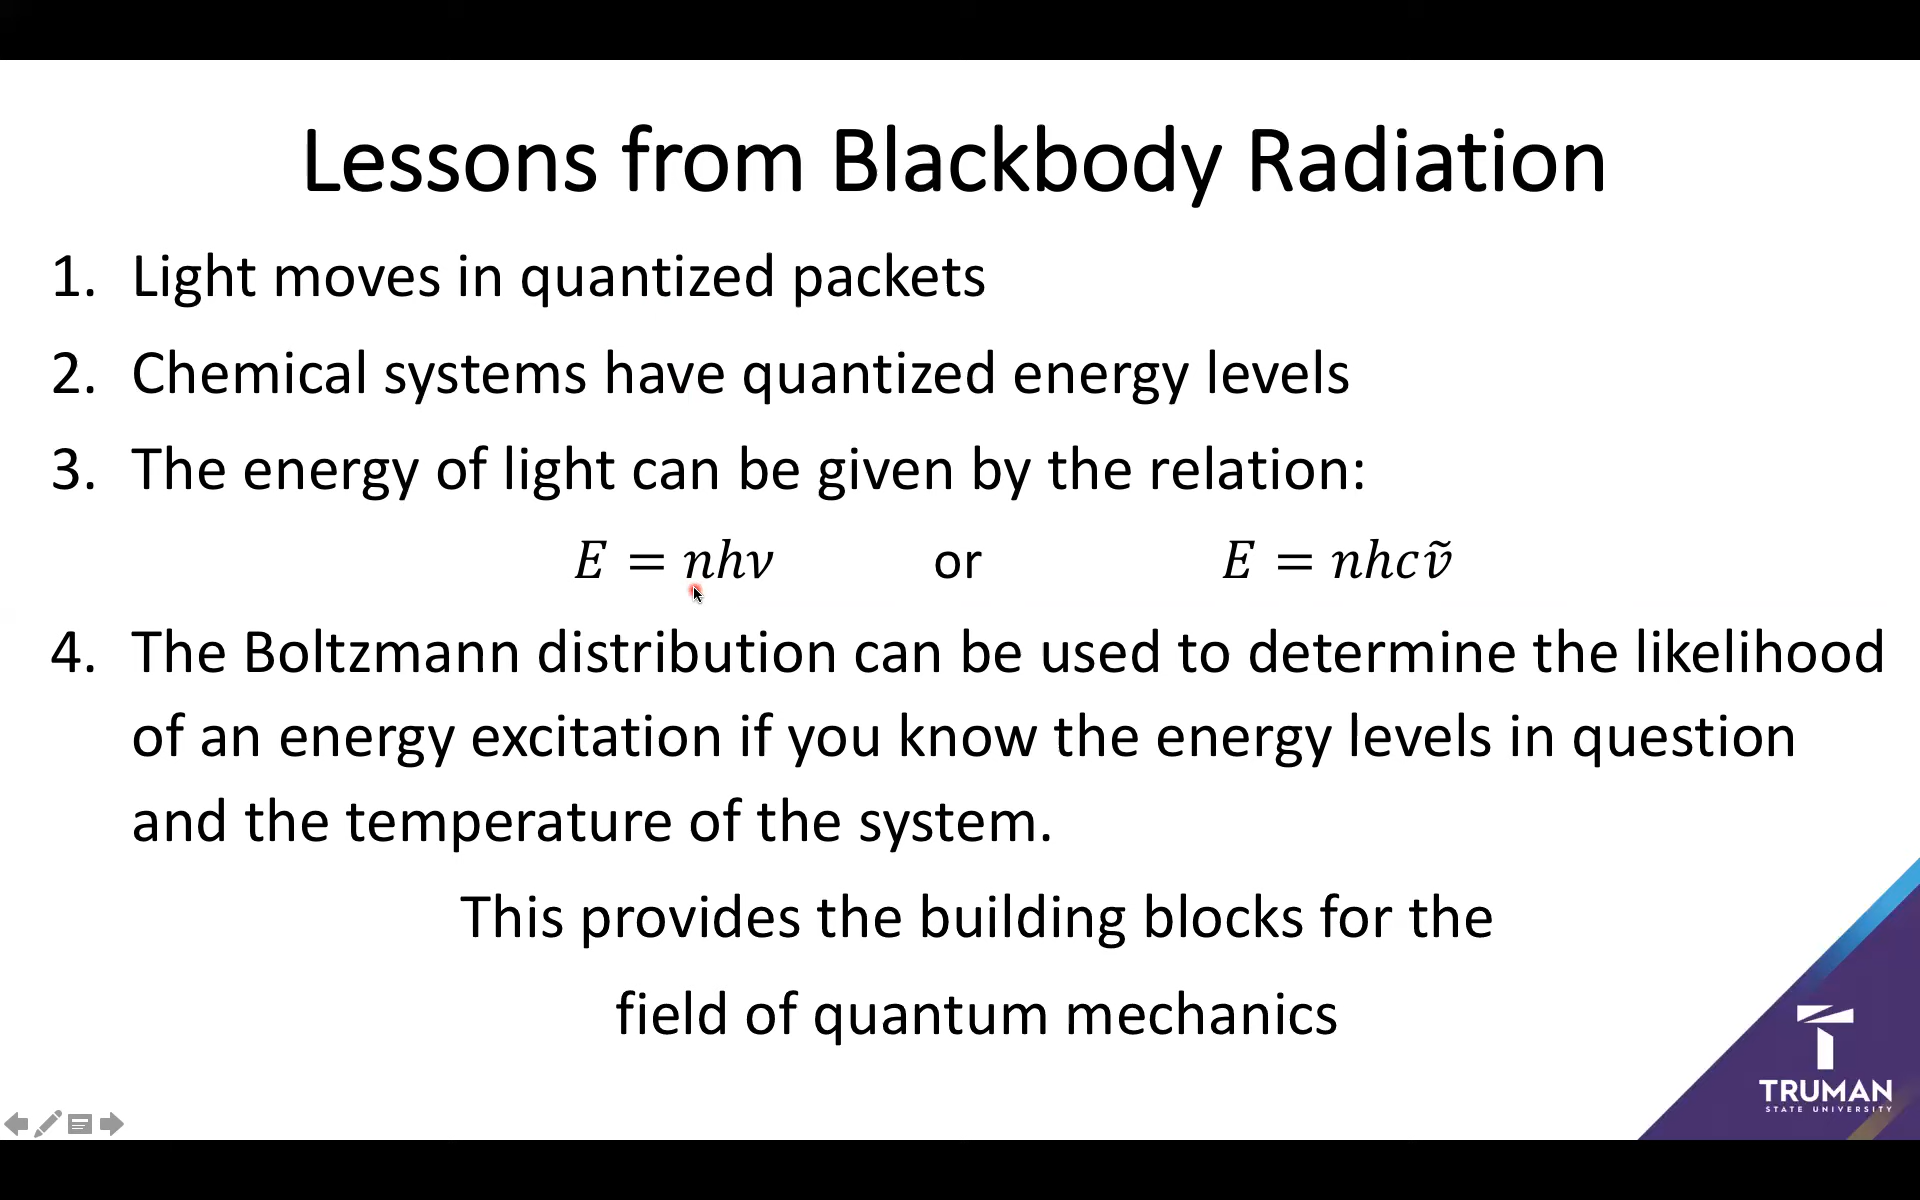 Lessons from Blackbody Radiation
1. Light moves in quantized packets
2. Chemical systems have quantized energy levels
3. The energy of light can be given by the relation:
E = nhν or E = nhcṽ
4. The Boltzmann distribution can be used to determine the likelihood
of an energy excitation if you know the energy levels in question
and the temperature of the system.
This provides the building blocks for the
field of quantum mechanics
TRUMAN
STATE UNIVERSITY